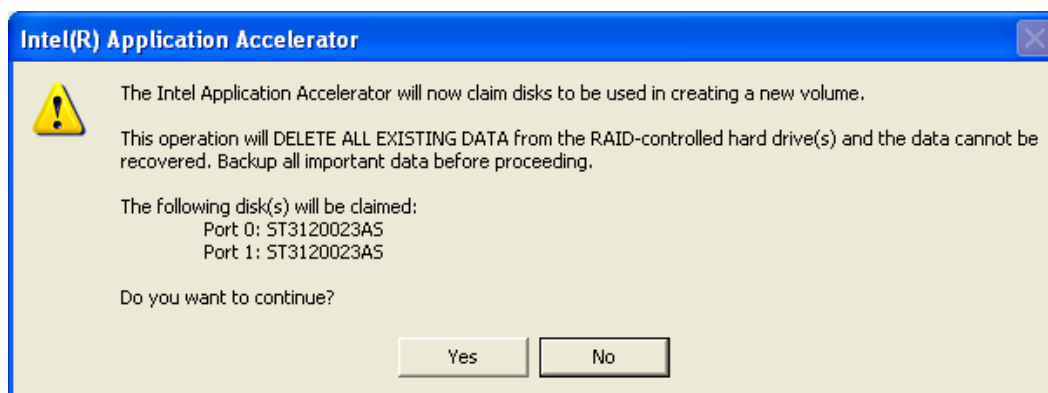 Intel(R) Application Accelerator
The Intel Application Accelerator will now claim disks to be used in creating a new volume.
This operation will DELETE ALL EXISTING DATA from the RAID-controlled hard drive(s) and the data cannot be
recovered. Backup all important data before proceeding.
The following disk(s) will be claimed:
Port 0: ST3120023AS
Port 1: ST3120023AS
Do you want to continue?
Yes No